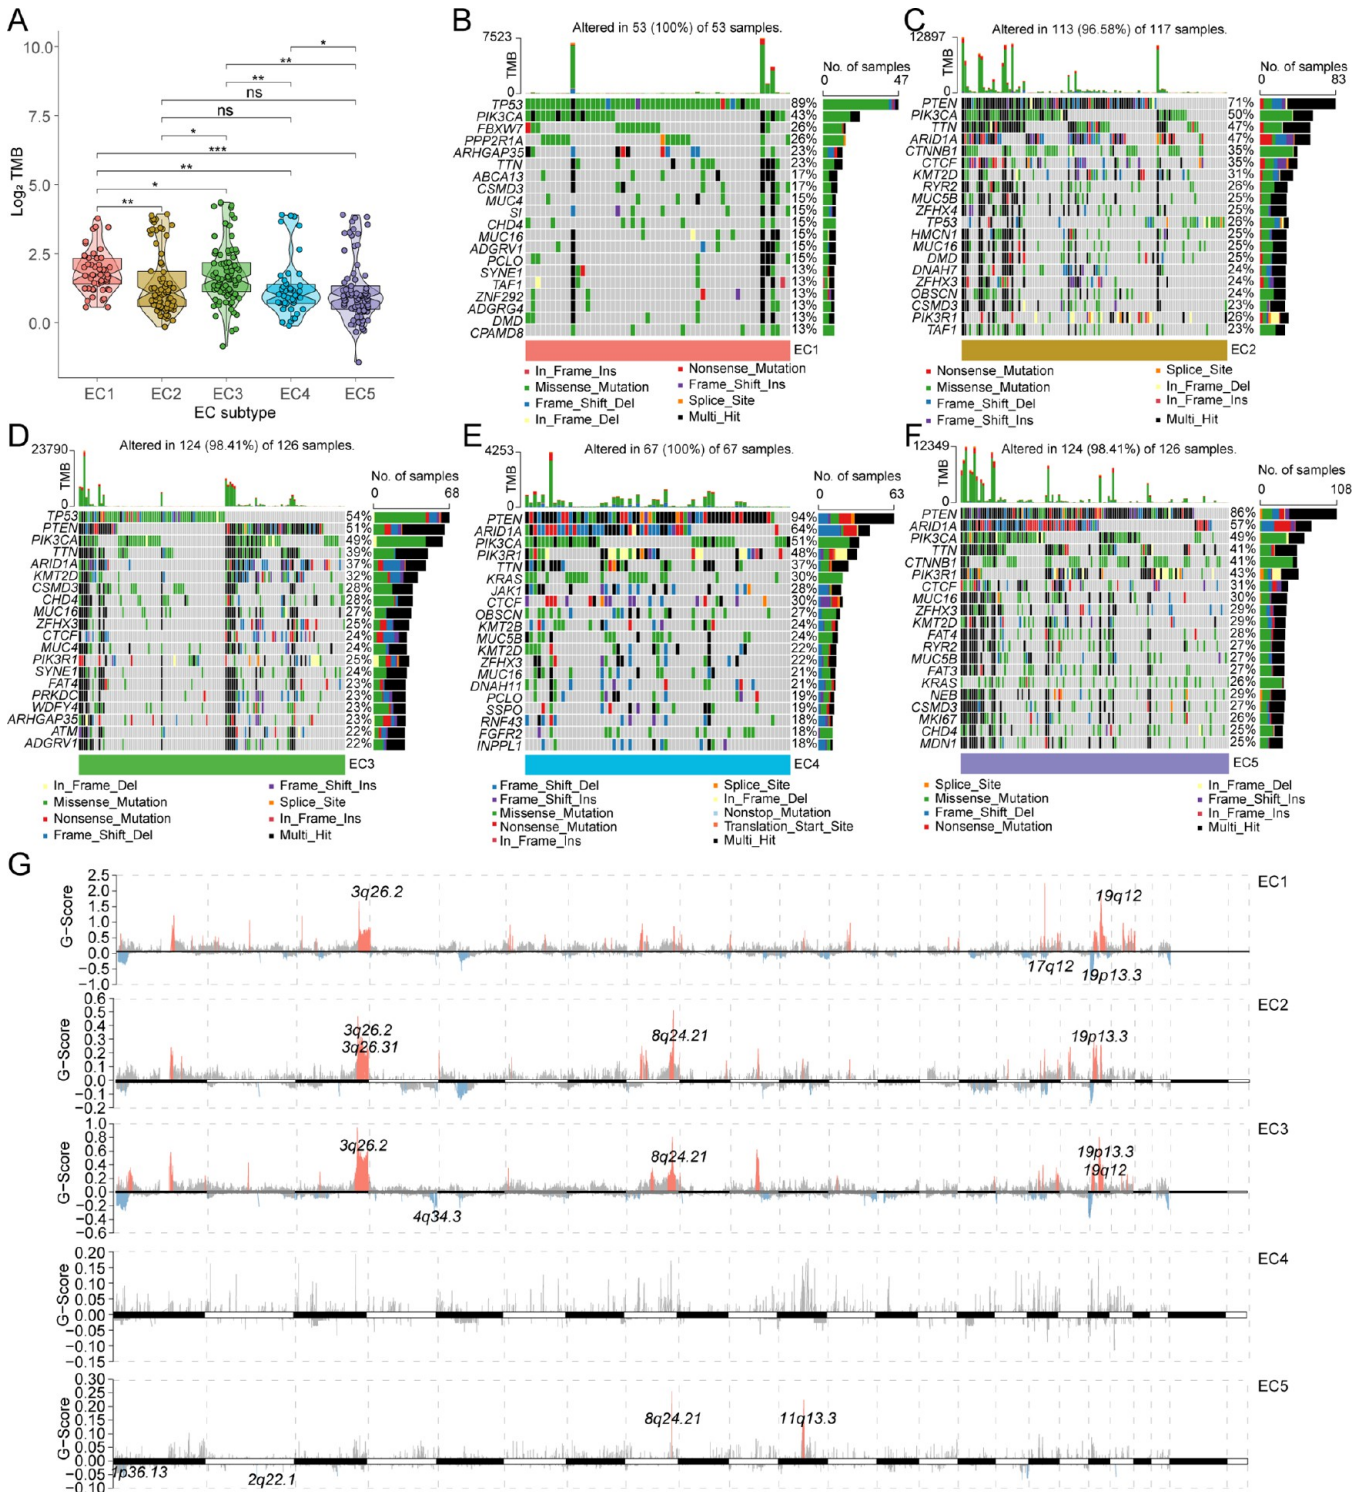 A
10.0
7.5
5.0
2.5
0.0
Log₂ TMB
*
**
**
ns
ns
*
***
**
*
**
EC1 EC2 EC3 EC4 EC5
EC subtype
B
Altered in 53 (100%) of 53 samples.
7523
TMB
0
No. of samples
0 47
TP53 89%
PIK3CA 43%
FBXW7 26%
PPP2R1A 26%
ARHGAP35 23%
TTN 23%
ABCA13 17%
CSMD3 17%
MUC4 15%
SI 15%
CHD4 15%
MUC16 15%
ADGRV1 15%
PCLO 15%
SYNE1 13%
TAF1 13%
ZNF292 13%
ADGRG4 13%
DMD 13%
CPAMD8 13%
EC1
In_Frame_Ins Nonsense_Mutation
Missense_Mutation Frame_Shift_Ins
Frame_Shift_Del Splice_Site
In_Frame_Del Multi_Hit
C
Altered in 113 (96.58%) of 117 samples.
12897
TMB
0
No. of samples
0 83
PTEN 71%
PIK3CA 50%
TTN 47%
ARID1A 47%
CTNNB1 35%
CTCF 35%
KMT2D 31%
RYR2 26%
MUC5B 25%
ZFHX4 25%
TP53 26%
HMCN1 25%
MUC16 25%
DMD 25%
DNAH7 24%
ZFHX3 24%
OBSCN 24%
CSMD3 23%
PIK3R1 26%
TAF1 23%
EC2
Nonsense_Mutation Splice_Site
Missense_Mutation In_Frame_Del
Frame_Shift_Del In_Frame_Ins
Frame_Shift_Ins Multi_Hit
D
Altered in 124 (98.41%) of 126 samples.
23790
TMB
0
No. of samples
0 68
TP53 54%
PTEN 51%
PIK3CA 49%
TTN 39%
ARID1A 37%
KMT2D 32%
CSMD3 28%
CHD4 28%
MUC16 27%
ZFHX3 25%
CTCF 27%
MUC4 24%
PIK3R1 25%
SYNE1 24%
FAT4 23%
PRKDC 23%
WDFY4 23%
ARHGAP35 23%
ATM 22%
ADGRV1 22%
EC3
In_Frame_Del Frame_Shift_Ins
Missense_Mutation Splice_Site
Nonsense_Mutation In_Frame_Ins
Frame_Shift_Del Multi_Hit
E
Altered in 67 (100%) of 67 samples.
4253
TMB
0
No. of samples
0 63
PTEN 94%
ARID1A 64%
PIK3CA 51%
PIK3R1 48%
TTN 37%
KRAS 30%
JAK1 28%
CTCF 30%
OBSCN 27%
KMT2B 24%
MUC5B 24%
KMT2D 22%
ZFHX3 22%
MUC16 21%
DNAH11 21%
PCLO 19%
SSPO 19%
RNF43 18%
FGFR2 18%
INPPL1 18%
EC4
Frame_Shift_Del Splice_Site
Frame_Shift_Ins In_Frame_Del
Missense_Mutation Nonstop_Mutation
Nonsense_Mutation Translation_Start_Site
In_Frame_Ins Multi_Hit
F
Altered in 124 (98.41%) of 126 samples.
12349
TMB
0
No. of samples
0 108
PTEN 86%
ARID1A 57%
PIK3CA 49%
TTN 41%
CTNNB1 41%
PIK3R1 43%
CTCF 31%
MUC16 30%
ZFHX3 29%
KMT2D 29%
FAT4 28%
RYR2 27%
MUC5B 27%
FAT3 27%
KRAS 26%
NEB 29%
CSMD3 27%
MKI67 26%
CHD4 25%
MDN1 25%
EC5
Splice_Site In_Frame_Del
Missense_Mutation Frame_Shift_Ins
Frame_Shift_Del In_Frame_Ins
Nonsense_Mutation Multi_Hit
G
EC1
G-Score
2.5
2.0
1.5
1.0
0.5
0.0
−0.5
−1.0
3q26.2
19q12
17q12
19p13.3
EC2
G-Score
0.6
0.5
0.4
0.3
0.2
0.1
0.0
−0.1
−0.2
3q26.2
3q26.31
8q24.21
19p13.3
EC3
G-Score
1.0
0.8
0.6
0.4
0.2
0.0
−0.2
−0.4
−0.6
3q26.2
8q24.21
19p13.3
19q12
4q34.3
EC4
G-Score
0.20
0.15
0.10
0.05
0.00
−0.05
−0.10
−0.15
EC5
G-Score
0.30
0.25
0.20
0.15
0.10
0.05
0.00
−0.05
−0.10
8q24.21
11q13.3
1p36.13
2q22.1